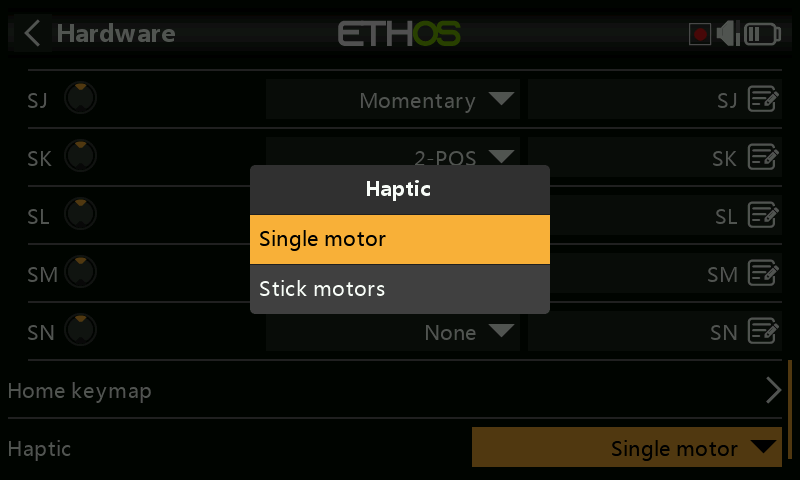 Hardware
ETHOS
SJ Momentary SJ
SK 2-POS SK
Haptic
SL Single motor SL
SM Stick motors SM
SN None SN
Home keymap
Haptic Single motor